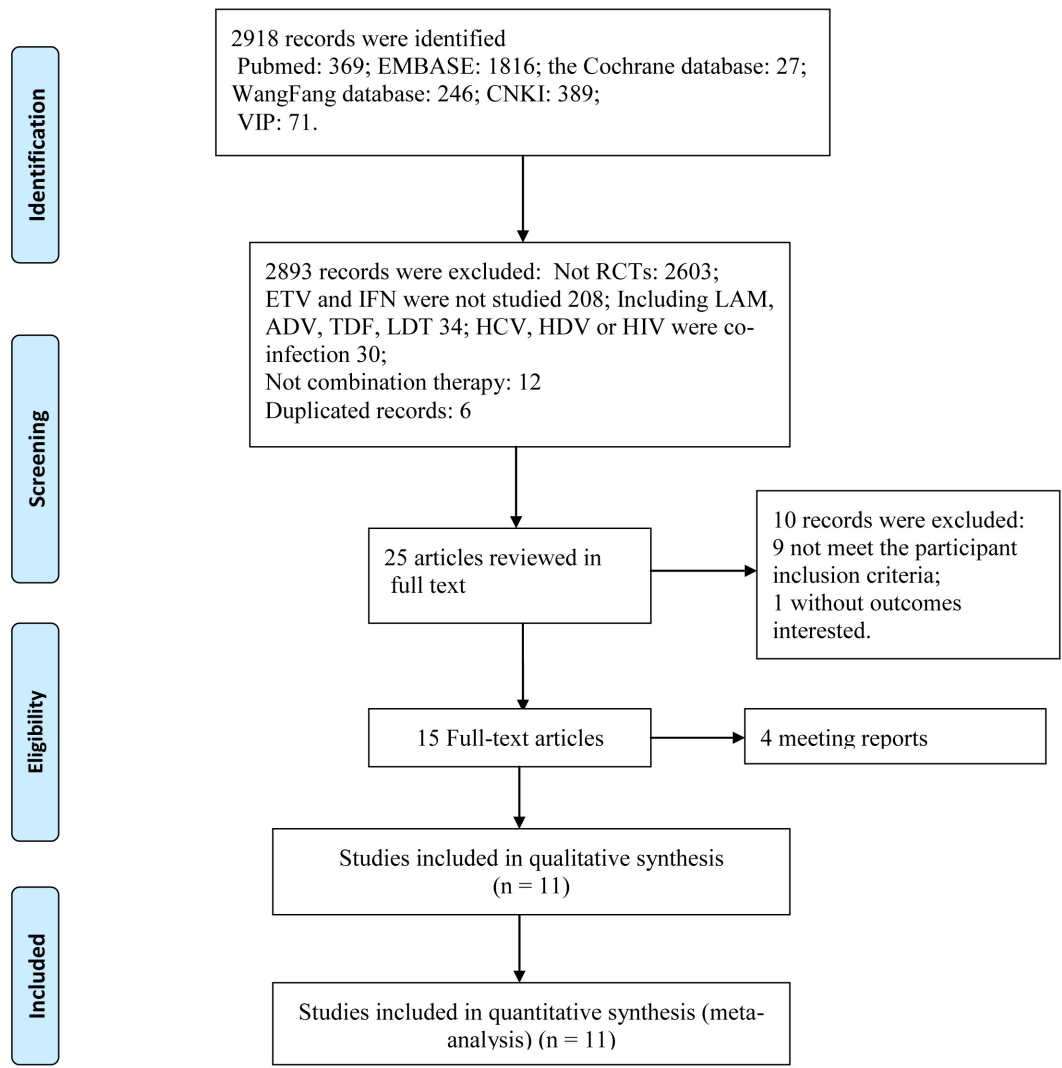 2918 records were identified
Pubmed: 369; EMBASE: 1816; the Cochrane database: 27;
WangFang database: 246; CNKI: 389;
VIP: 71.
Identification
2893 records were excluded:  Not RCTs: 2603;
ETV and IFN were not studied 208; Including LAM,
ADV, TDF, LDT 34; HCV, HDV or HIV were co-
infection 30;
Not combination therapy: 12
Duplicated records: 6
Screening
25 articles reviewed in
full text
10 records were excluded:
9 not meet the participant
inclusion criteria;
1 without outcomes
interested.
Eligibility
15 Full-text articles
4 meeting reports
Studies included in qualitative synthesis
(n = 11)
Included
Studies included in quantitative synthesis (meta-
analysis) (n = 11)